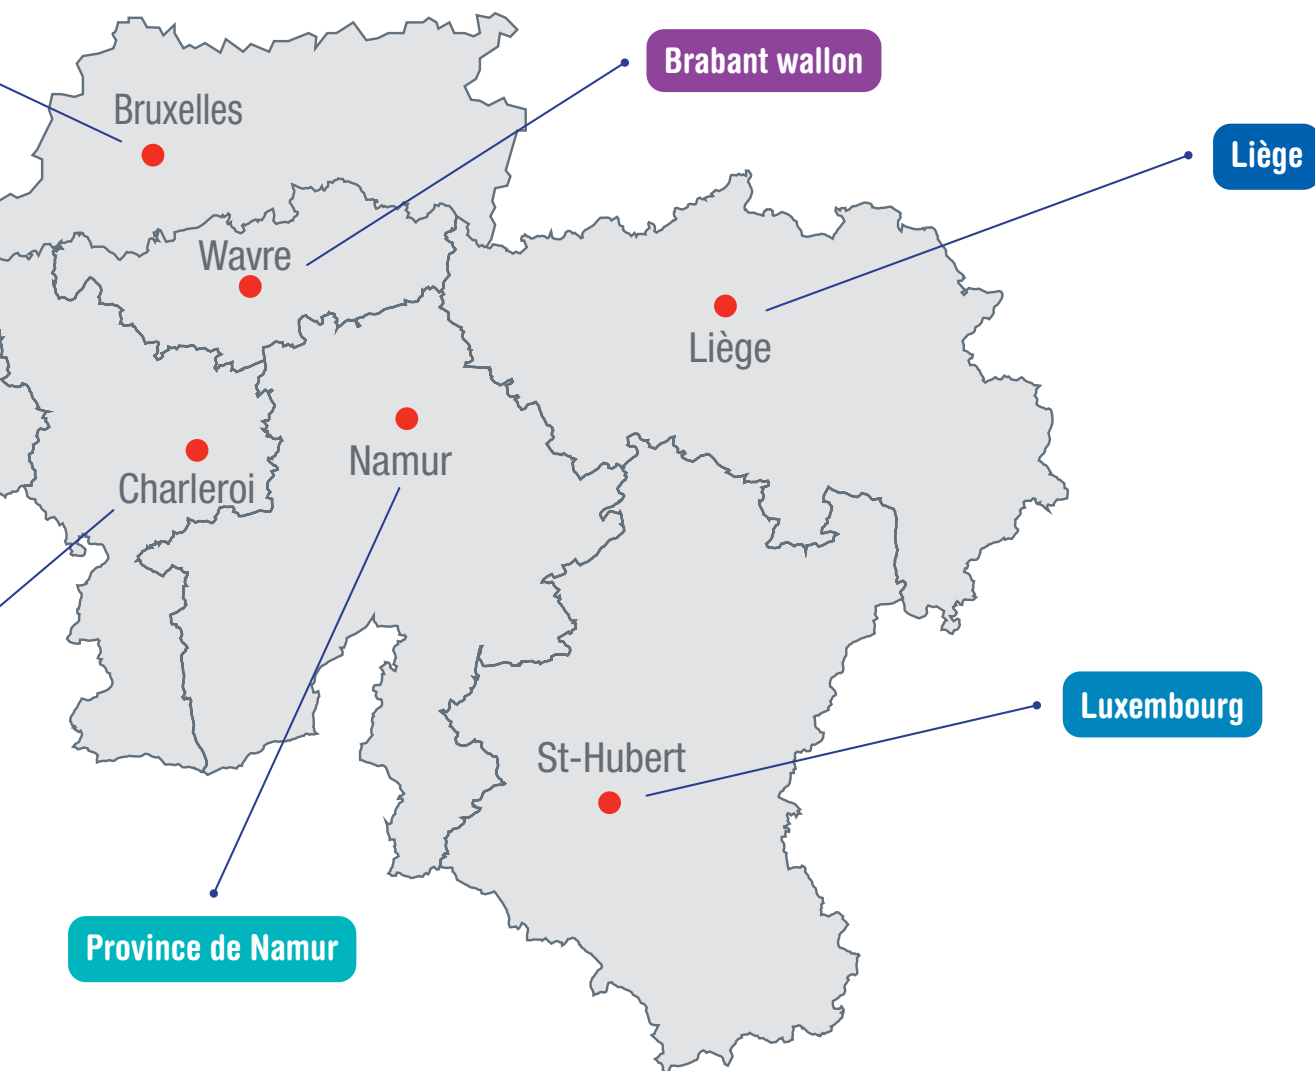 Brabant wallon
Bruxelles
Liège
Wavre
Liège
Namur
Charleroi
Luxembourg
St-Hubert
Province de Namur